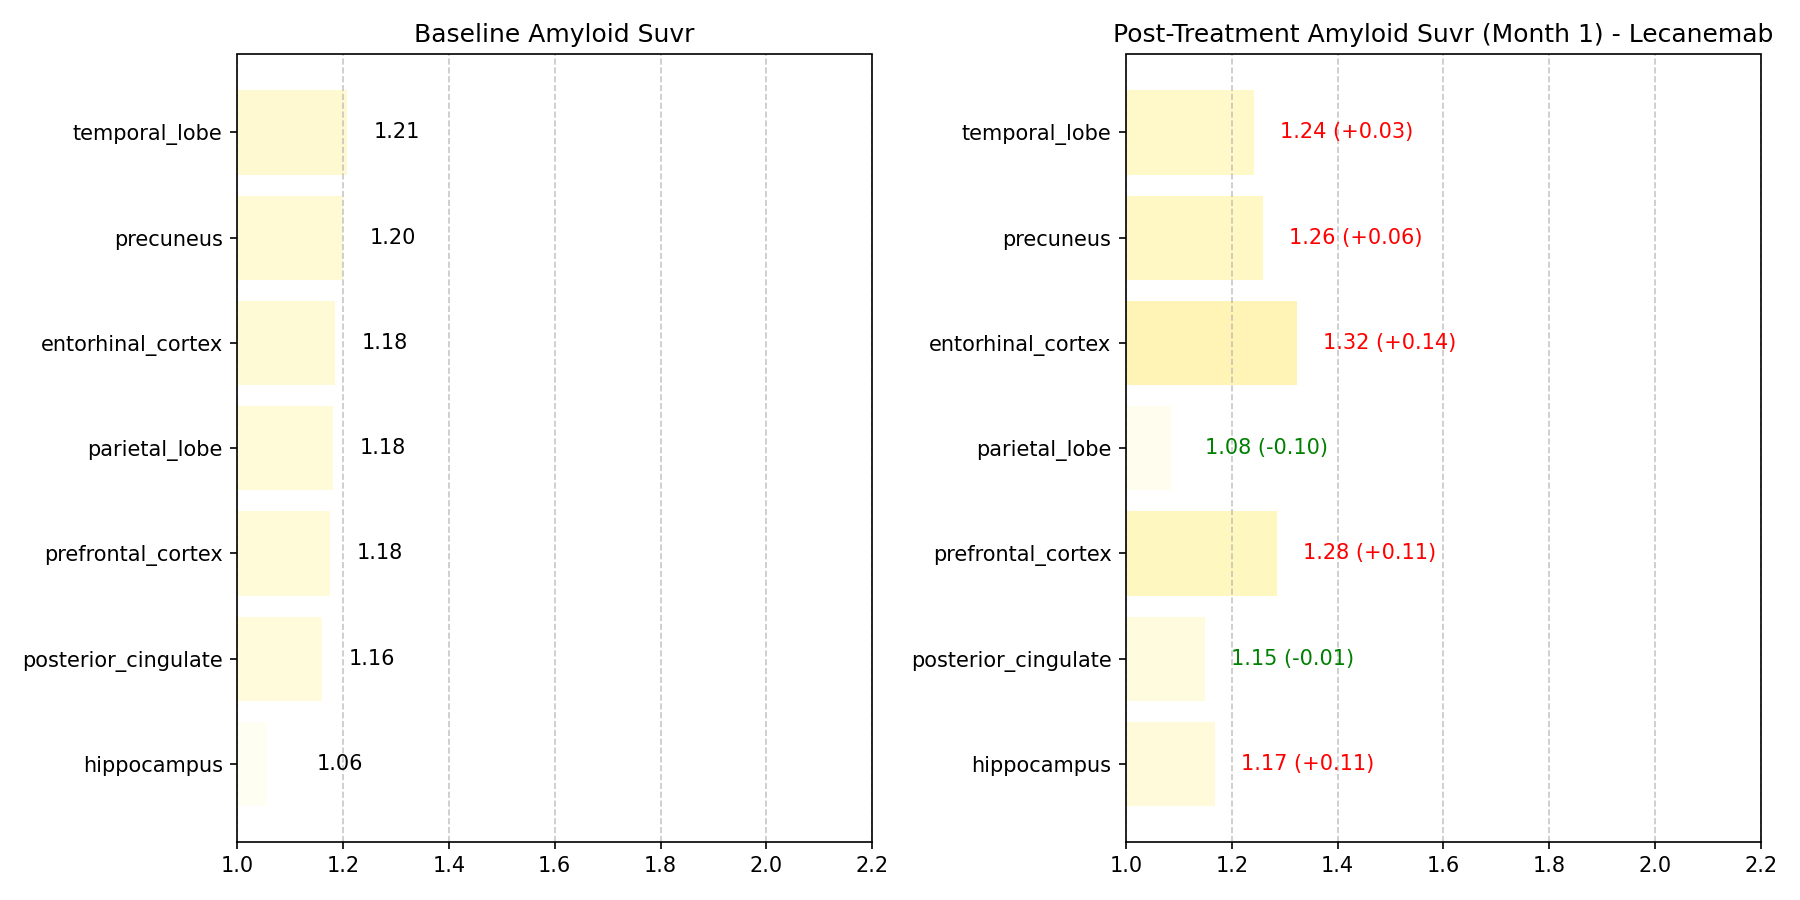 Baseline Amyloid Suvr
temporal_lobe
1.21
precuneus
1.20
entorhinal_cortex
1.18
parietal_lobe
1.18
prefrontal_cortex
1.18
posterior_cingulate
1.16
hippocampus
1.06
1.0 1.2 1.4 1.6 1.8 2.0 2.2
Post-Treatment Amyloid Suvr (Month 1) - Lecanemab
temporal_lobe
1.24 (+0.03)
precuneus
1.26 (+0.06)
entorhinal_cortex
1.32 (+0.14)
parietal_lobe
1.08 (-0.10)
prefrontal_cortex
1.28 (+0.11)
posterior_cingulate
1.15 (-0.01)
hippocampus
1.17 (+0.11)
1.0 1.2 1.4 1.6 1.8 2.0 2.2